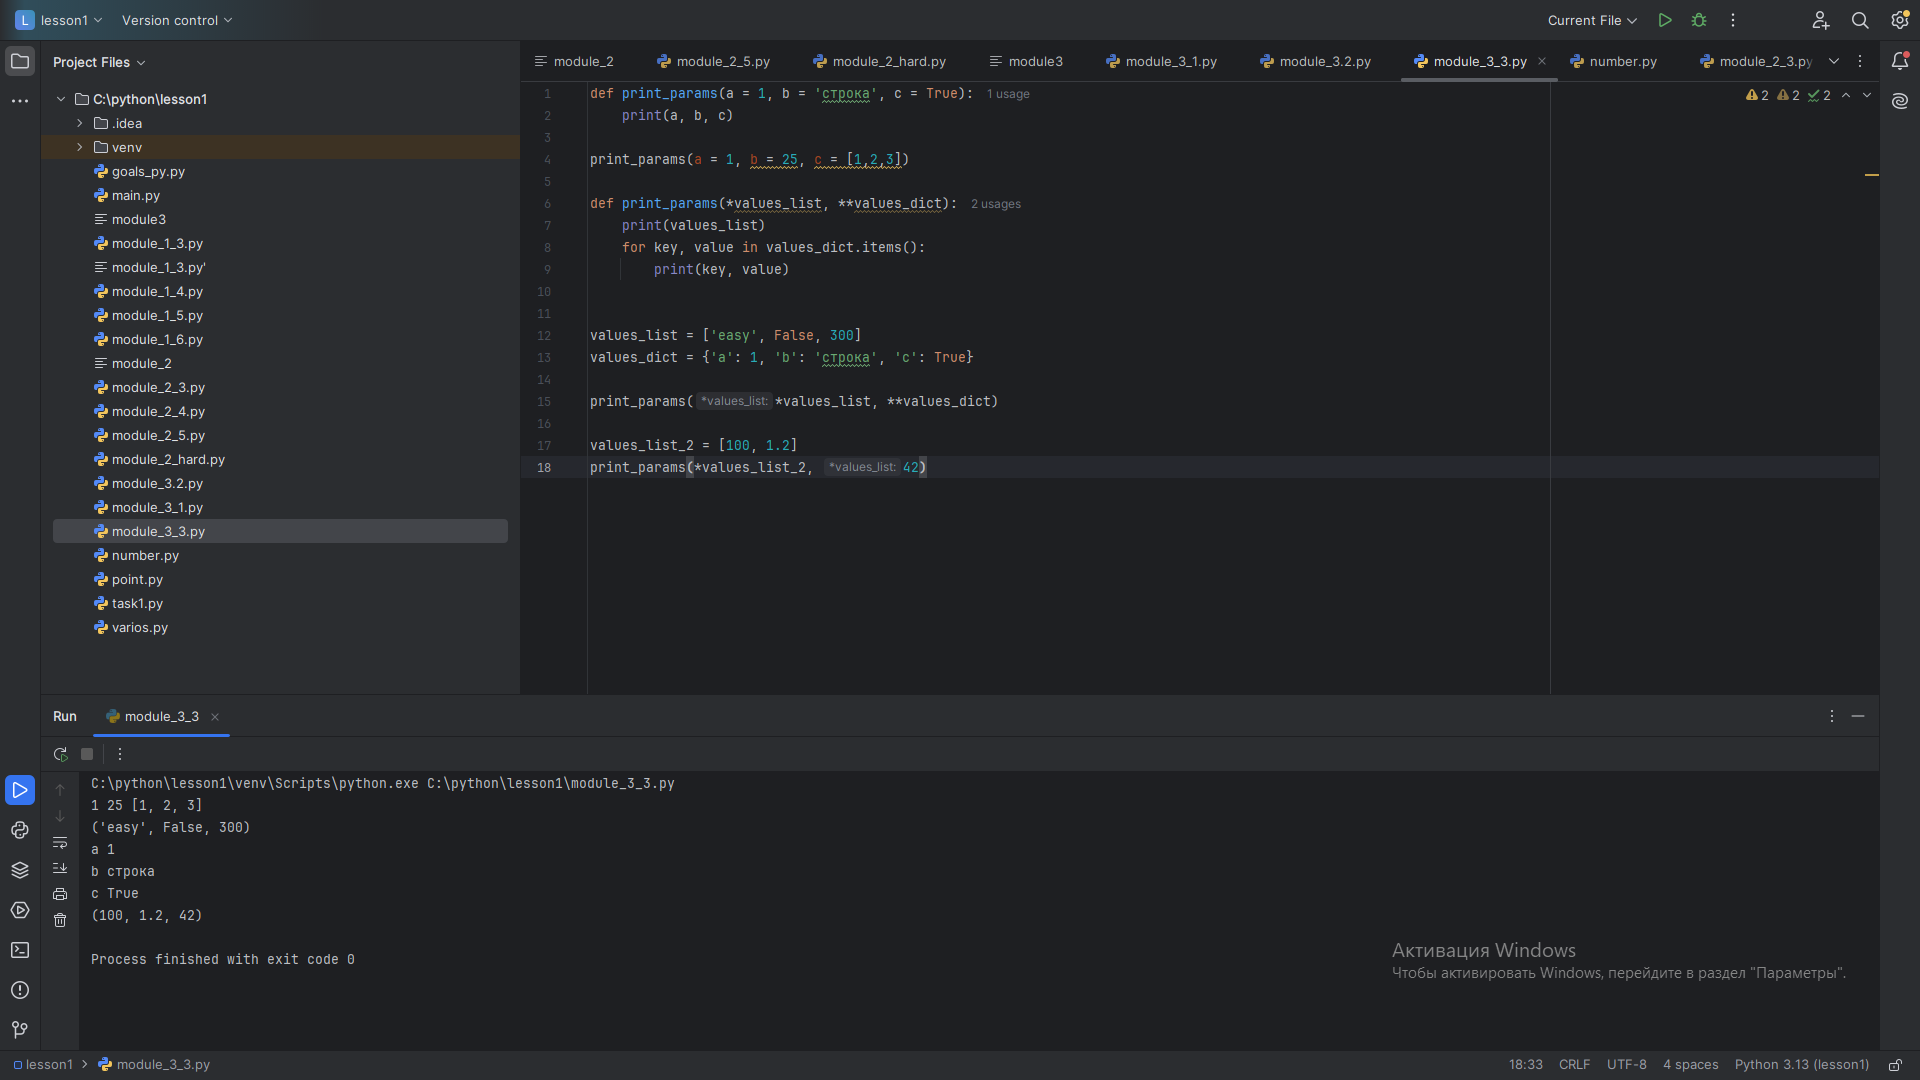 L lesson1 Version control Current File
Project Files
module_2 module_2_5.py module_2_hard.py module3 module_3_1.py module_3.2.py module_3_3.py number.py module_2_3.py
C:\python\lesson1
.idea
venv
goals_py.py
main.py
module3
module_1_3.py
module_1_3.py'
module_1_4.py
module_1_5.py
module_1_6.py
module_2
module_2_3.py
module_2_4.py
module_2_5.py
module_2_hard.py
module_3.2.py
module_3_1.py
module_3_3.py
number.py
point.py
task1.py
varios.py
1 def print_params(a = 1, b = 'строка', c = True): 1 usage
2 print(a, b, c)
3
4 print_params(a = 1, b = 25, c = [1,2,3])
5
6 def print_params(*values_list, **values_dict): 2 usages
7 print(values_list)
8 for key, value in values_dict.items():
9 print(key, value)
10
11
12 values_list = ['easy', False, 300]
13 values_dict = {'a': 1, 'b': 'строка', 'c': True}
14
15 print_params( *values_list: *values_list, **values_dict)
16
17 values_list_2 = [100, 1.2]
18 print_params(*values_list_2, *values_list: 42)
2 2 2
Run module_3_3
C:\python\lesson1\venv\Scripts\python.exe C:\python\lesson1\module_3_3.py
1 25 [1, 2, 3]
('easy', False, 300)
a 1
b строка
c True
(100, 1.2, 42)
Process finished with exit code 0
Активация Windows
Чтобы активировать Windows, перейдите в раздел "Параметры".
lesson1 module_3_3.py 18:33 CRLF UTF-8 4 spaces Python 3.13 (lesson1)